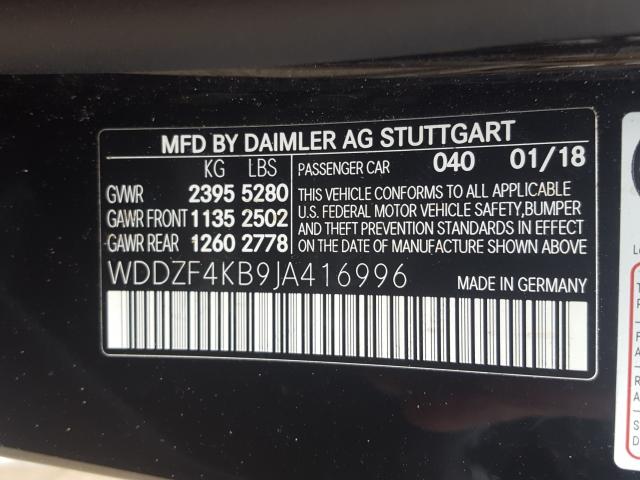 MFD BY DAIMLER AG STUTTGART
KG LBS
GVWR 2395 5280
GAWR FRONT 1135 2502
GAWR REAR 1260 2778
PASSENGER CAR 040 01/18
THIS VEHICLE CONFORMS TO ALL APPLICABLE
U.S. FEDERAL MOTOR VEHICLE SAFETY, BUMPER
AND THEFT PREVENTION STANDARDS IN EFFECT
ON THE DATE OF MANUFACTURE SHOWN ABOVE
WDDZF4KB9JA416996
MADE IN GERMANY